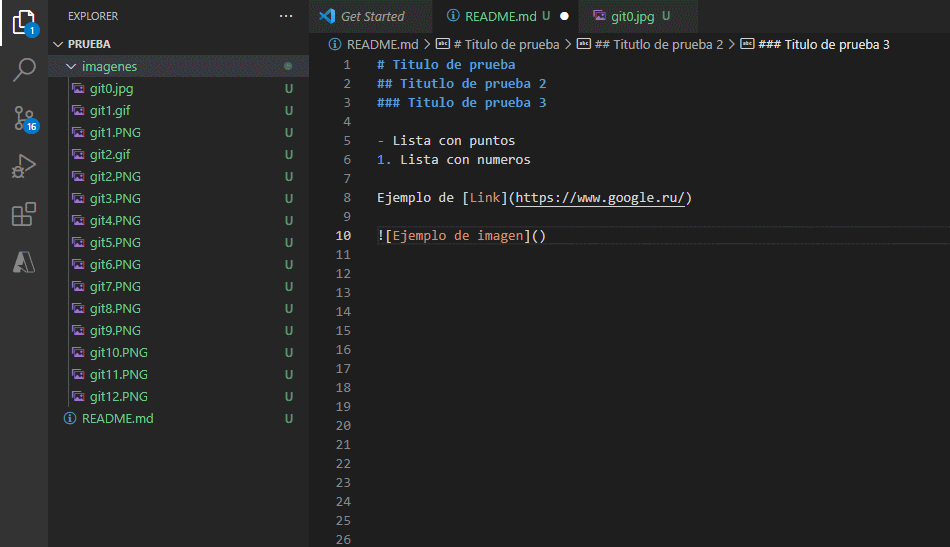 EXPLORER ···
Get Started
README.md U
git0.jpg U
1
PRUEBA
README.md > # Titulo de prueba > ## Titutlo de prueba 2 > ### Titulo de prueba 3
imagenes
git0.jpg U
git1.gif U
git1.PNG U
git2.gif U
git2.PNG U
git3.PNG U
git4.PNG U
git5.PNG U
git6.PNG U
git7.PNG U
git8.PNG U
git9.PNG U
git10.PNG U
git11.PNG U
git12.PNG U
README.md U
16
1 # Titulo de prueba
2 ## Titutlo de prueba 2
3 ### Titulo de prueba 3
4
5 - Lista con puntos
6 1. Lista con numeros
7
8 Ejemplo de [Link](https://www.google.ru/)
9
10 ![Ejemplo de imagen]()
11
12
13
14
15
16
17
18
19
20
21
22
23
24
25
26